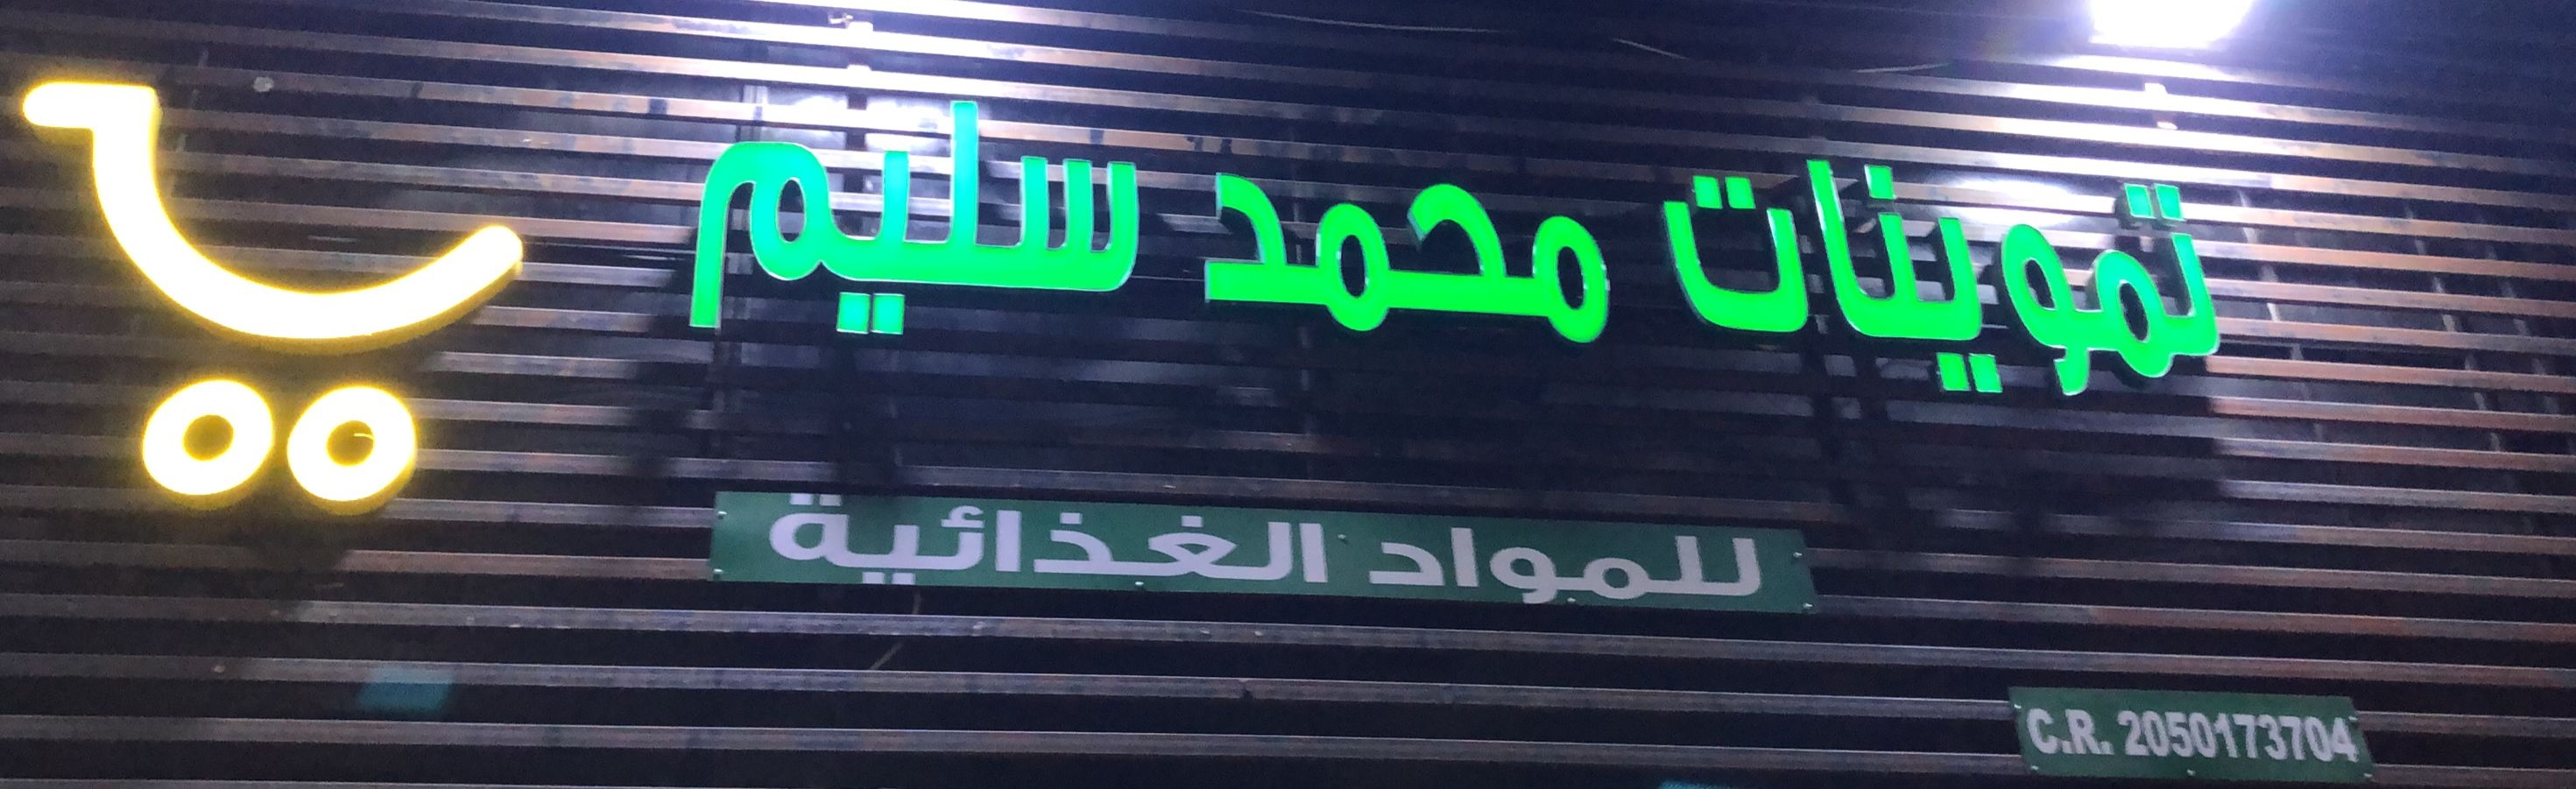 تموينات محمد سليم
للمواد الغذائية
C.R. 2050173704